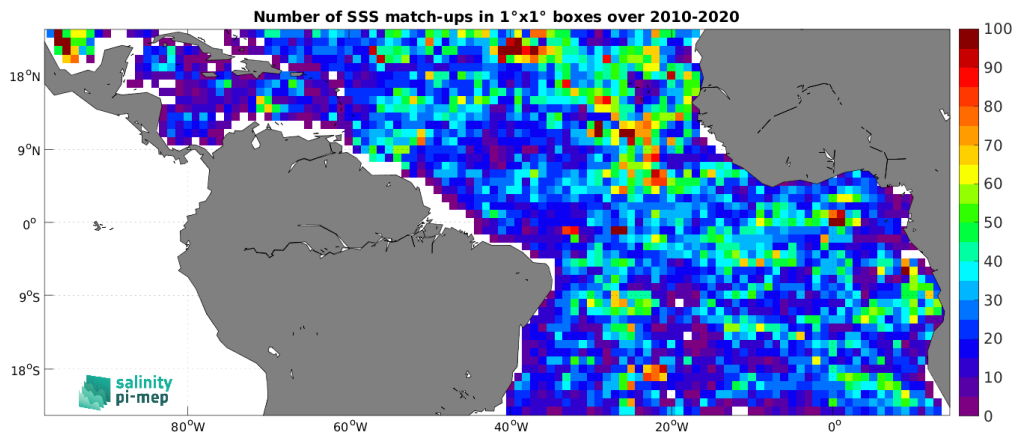 Number of SSS match-ups in 1°x1° boxes over 2010-2020
100
90
80
70
60
50
40
30
20
10
0
18°N
9°N
0°
9°S
18°S
salinity
pi-mep
80°W
60°W
40°W
20°W
0°